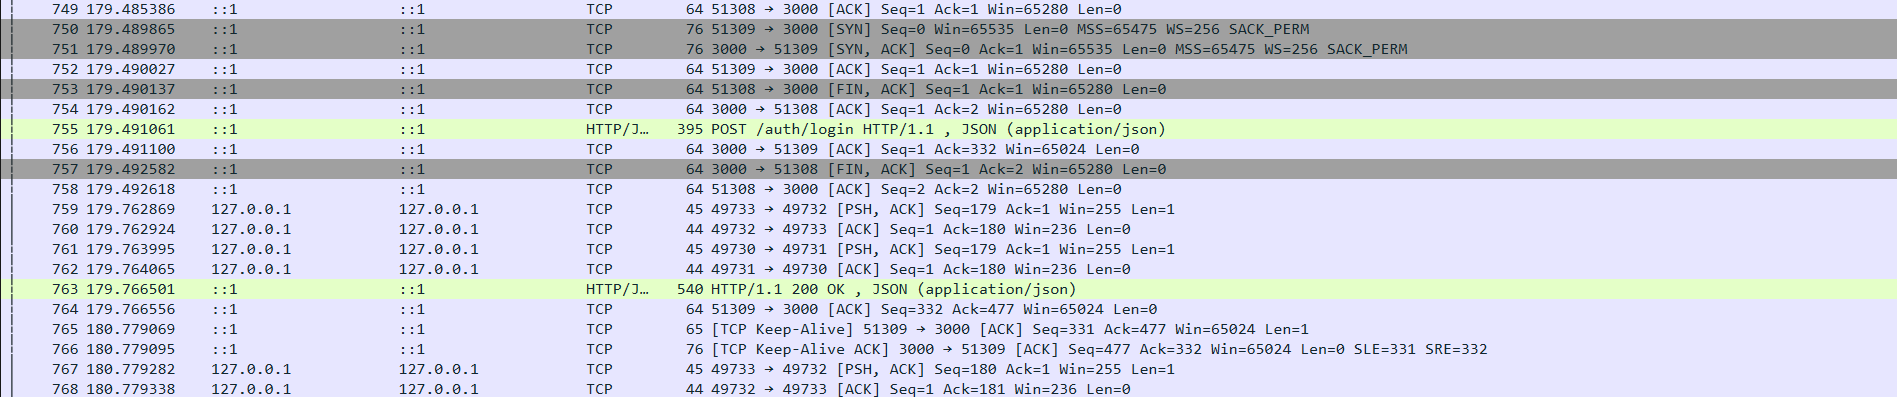 749 179.485386 ::1 ::1 TCP 64 51308 → 3000 [ACK] Seq=1 Ack=1 Win=65280 Len=0
750 179.489865 ::1 ::1 TCP 76 51309 → 3000 [SYN] Seq=0 Win=65535 Len=0 MSS=65475 WS=256 SACK_PERM
751 179.489970 ::1 ::1 TCP 76 3000 → 51309 [SYN, ACK] Seq=0 Ack=1 Win=65535 Len=0 MSS=65475 WS=256 SACK_PERM
752 179.490027 ::1 ::1 TCP 64 51309 → 3000 [ACK] Seq=1 Ack=1 Win=65280 Len=0
753 179.490137 ::1 ::1 TCP 64 51308 → 3000 [FIN, ACK] Seq=1 Ack=1 Win=65280 Len=0
754 179.490162 ::1 ::1 TCP 64 3000 → 51308 [ACK] Seq=1 Ack=2 Win=65280 Len=0
755 179.491061 ::1 ::1 HTTP/J… 395 POST /auth/login HTTP/1.1 , JSON (application/json)
756 179.491100 ::1 ::1 TCP 64 3000 → 51309 [ACK] Seq=1 Ack=332 Win=65024 Len=0
757 179.492582 ::1 ::1 TCP 64 3000 → 51308 [FIN, ACK] Seq=1 Ack=2 Win=65280 Len=0
758 179.492618 ::1 ::1 TCP 64 51308 → 3000 [ACK] Seq=2 Ack=2 Win=65280 Len=0
759 179.762869 127.0.0.1 127.0.0.1 TCP 45 49733 → 49732 [PSH, ACK] Seq=179 Ack=1 Win=255 Len=1
760 179.762924 127.0.0.1 127.0.0.1 TCP 44 49732 → 49733 [ACK] Seq=1 Ack=180 Win=236 Len=0
761 179.763995 127.0.0.1 127.0.0.1 TCP 45 49730 → 49731 [PSH, ACK] Seq=179 Ack=1 Win=255 Len=1
762 179.764065 127.0.0.1 127.0.0.1 TCP 44 49731 → 49730 [ACK] Seq=1 Ack=180 Win=236 Len=0
763 179.766501 ::1 ::1 HTTP/J… 540 HTTP/1.1 200 OK , JSON (application/json)
764 179.766556 ::1 ::1 TCP 64 51309 → 3000 [ACK] Seq=332 Ack=477 Win=65024 Len=0
765 180.779069 ::1 ::1 TCP 65 [TCP Keep-Alive] 51309 → 3000 [ACK] Seq=331 Ack=477 Win=65024 Len=1
766 180.779095 ::1 ::1 TCP 76 [TCP Keep-Alive ACK] 3000 → 51309 [ACK] Seq=477 Ack=332 Win=65024 Len=0 SLE=331 SRE=332
767 180.779282 127.0.0.1 127.0.0.1 TCP 45 49733 → 49732 [PSH, ACK] Seq=180 Ack=1 Win=255 Len=1
768 180.779338 127.0.0.1 127.0.0.1 TCP 44 49732 → 49733 [ACK] Seq=1 Ack=181 Win=236 Len=0